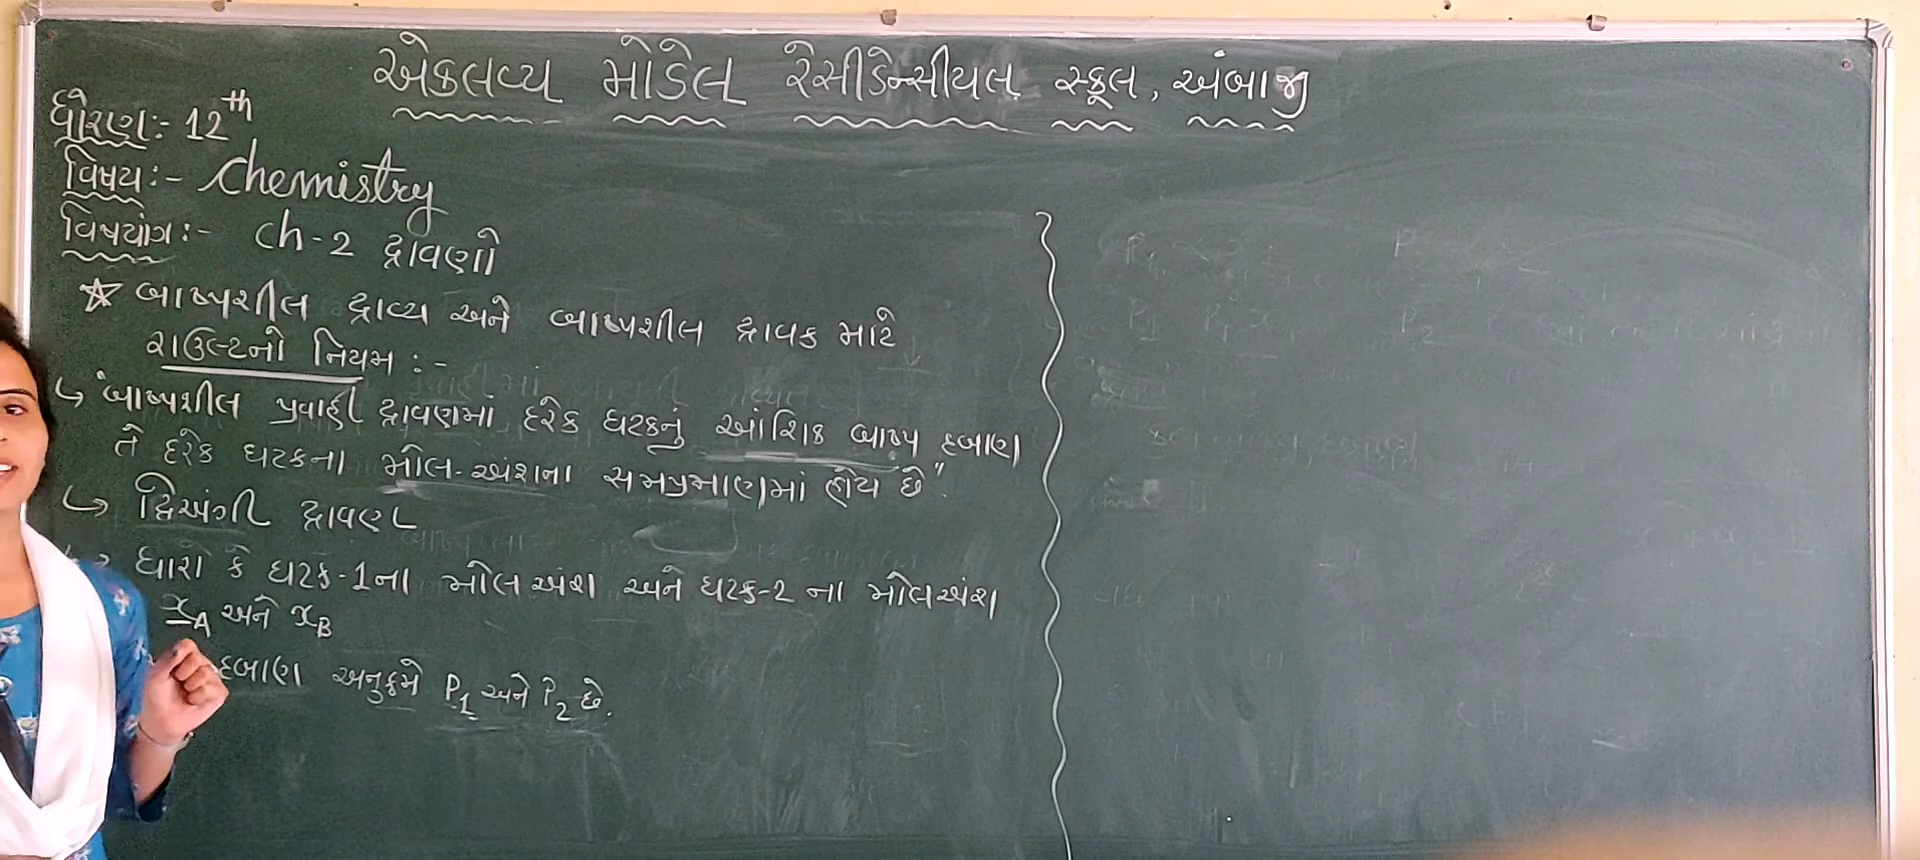 એકલવ્ય મોડેલ રેસીડેન્સીયલ સ્કૂલ, અંબાજી
ધોરણ:- 12th
વિષય:- Chemistry
વિષયાંગ:- ch-2 દ્રાવણો
☆ બાષ્પશીલ દ્રાવ્ય અને બાષ્પશીલ દ્રાવક માટે
રાઉલ્ટનો નિયમ:-
↳ "બાષ્પશીલ પ્રવાહી દ્રાવણમાં દરેક ઘટકનું આંશિક બાષ્પ દબાણ
તે દરેક ઘટકના મોલ-અંશના સમપ્રમાણમાં હોય છે".
↳ દ્વિઅંગી દ્રાવણ
ધારો કે ઘટક-1ના મોલઅંશ અને ઘટક-2 ના મોલઅંશ
xA અને xB
દબાણ અનુક્રમે P1 અને P2 છે.